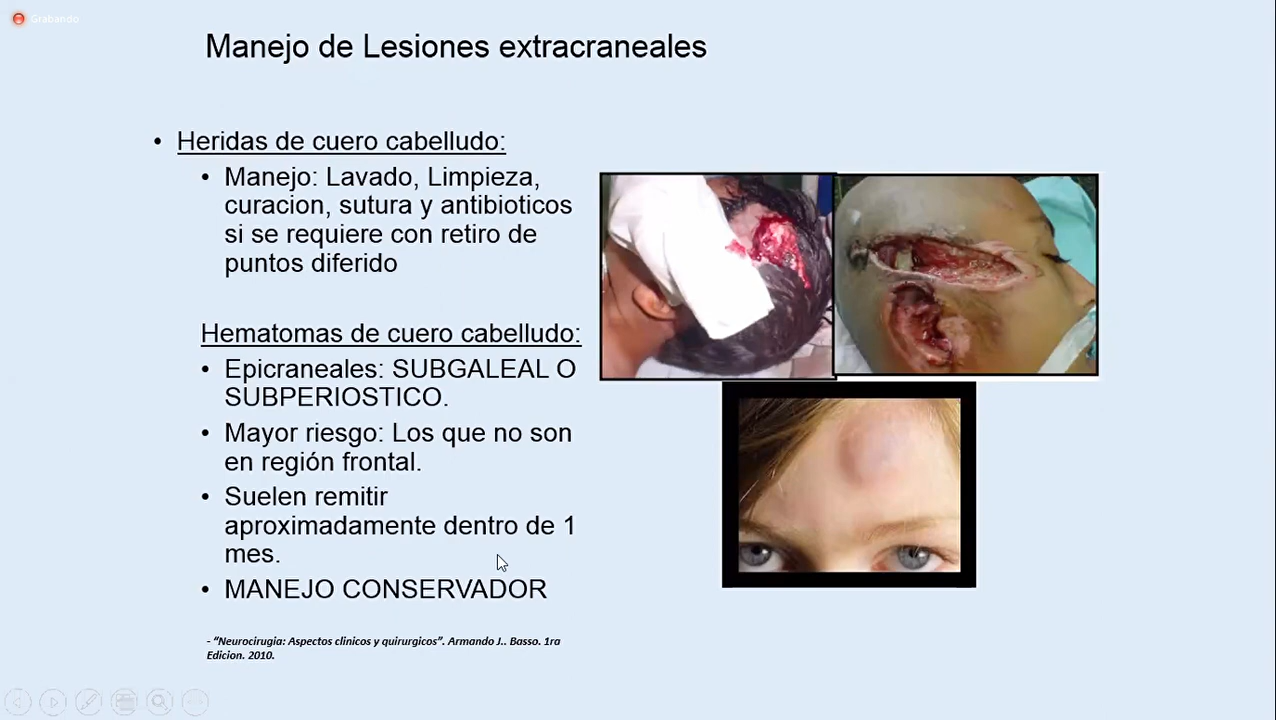 Grabando
Manejo de Lesiones extracraneales
• Heridas de cuero cabelludo:
• Manejo: Lavado, Limpieza,
curacion, sutura y antibioticos
si se requiere con retiro de
puntos diferido
Hematomas de cuero cabelludo:
• Epicraneales: SUBGALEAL O
SUBPERIOSTICO.
• Mayor riesgo: Los que no son
en región frontal.
• Suelen remitir
aproximadamente dentro de 1
mes.
• MANEJO CONSERVADOR
- “Neurocirugia: Aspectos clinicos y quirurgicos”. Armando J.. Basso. 1ra
Edicion. 2010.